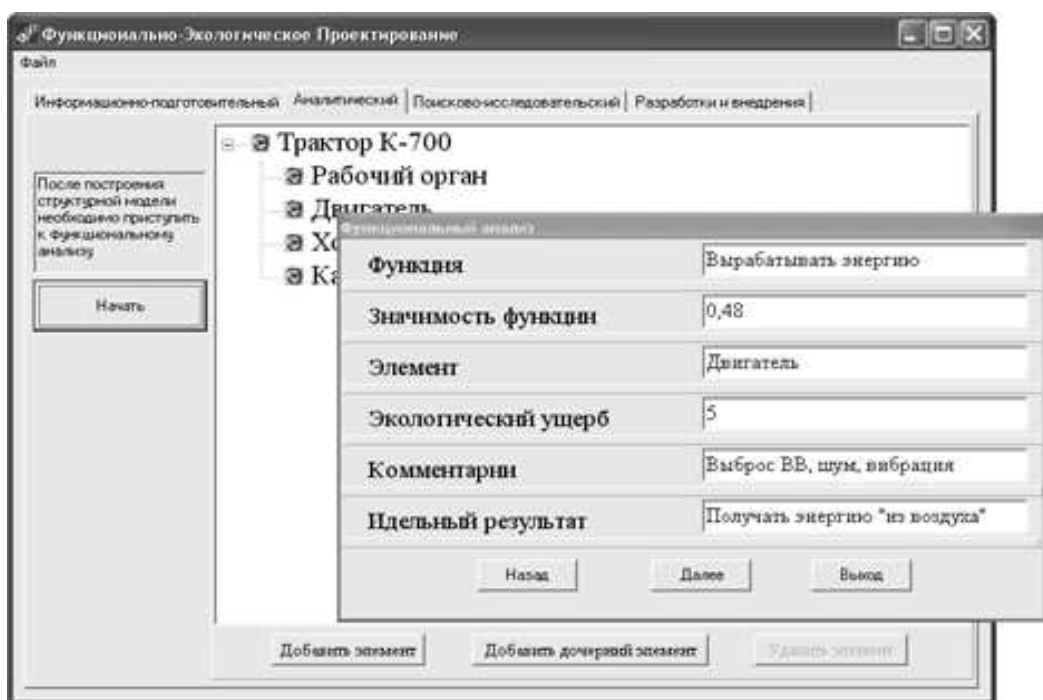 Функционально-Экологическое Проектирование
Файл
Информационно-подготовительный Аналитический Поисково-исследовательский Разработки и внедрения
После построения
структурной модели
необходимо приступить
к функциональному
анализу
Начать
Трактор К-700
Рабочий орган
Двигатель
Хо
Ка
Функциональный анализ
Функция Вырабатывать энергию
Значимость функции 0,48
Элемент Двигатель
Экологический ущерб 5
Комментарии Выброс ВВ, шум, вибрация
Идельный результат Получать энергию "из воздуха"
Назад Далее Выход
Добавить элемент Добавить дочерний элемент Удалить элемент